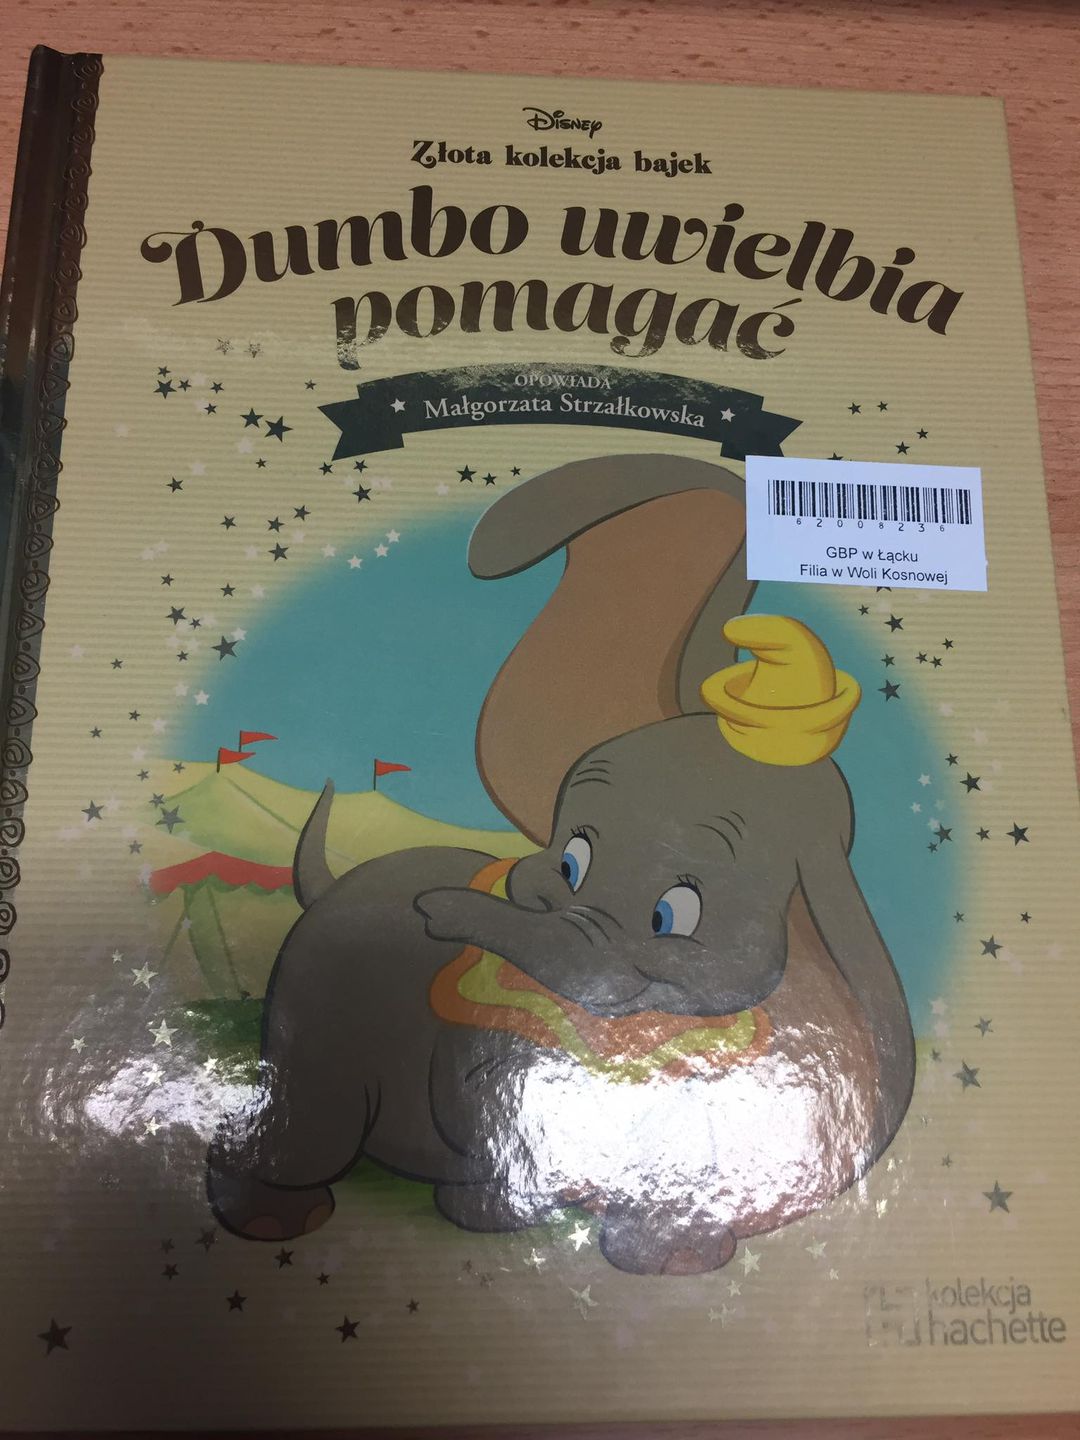 Disney
Złota kolekcja bajek
Dumbo uwielbia
pomagać
OPOWIADA
Małgorzata Strzałkowska
62008236
GBP w Łącku
Filia w Woli Kosnowej
kolekcja
hachette